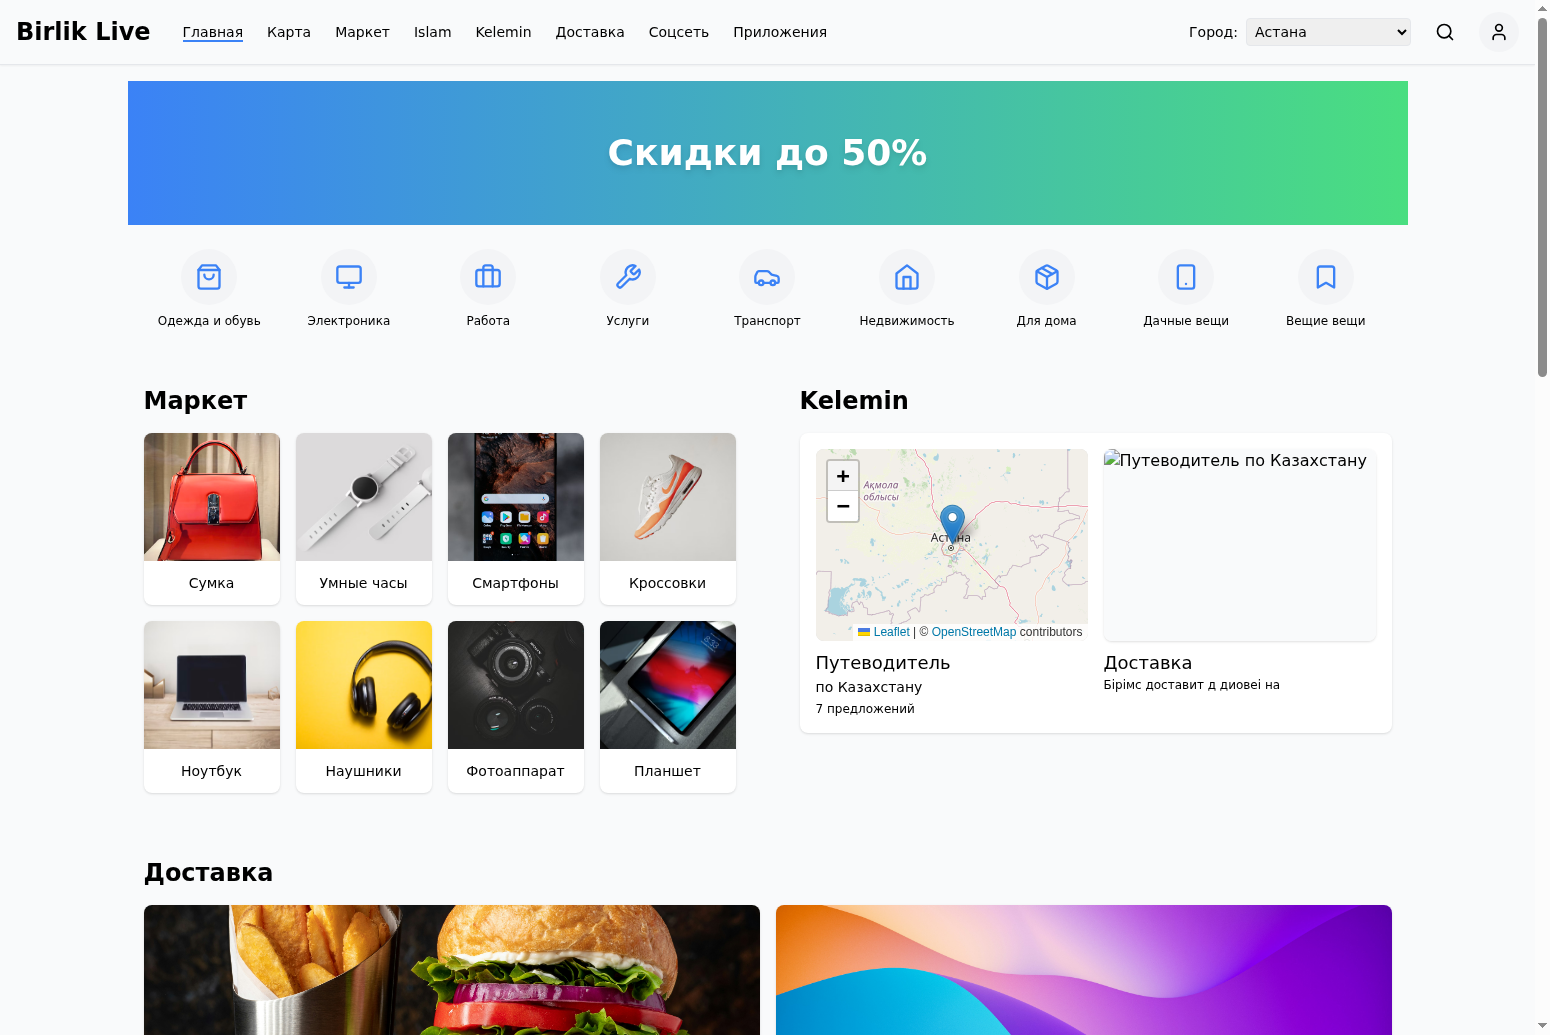 Birlik Live
Главная
Карта
Маркет
Islam
Kelemin
Доставка
Соцсеть
Приложения
Город:
Астана
Скидки до 50%
Одежда и обувь
Электроника
Работа
Услуги
Транспорт
Недвижимость
Для дома
Дачные вещи
Вещие вещи
Маркет
Сумка
Умные часы
Смартфоны
Кроссовки
Ноутбук
Наушники
Фотоаппарат
Планшет
Kelemin
+
−
Ақмола
облысы
Астана
Leaflet | © OpenStreetMap contributors
Путеводитель по Казахстану
Путеводитель
по Казахстану
7 предложений
Доставка
Бірімс доставит д диовеі на
Доставка